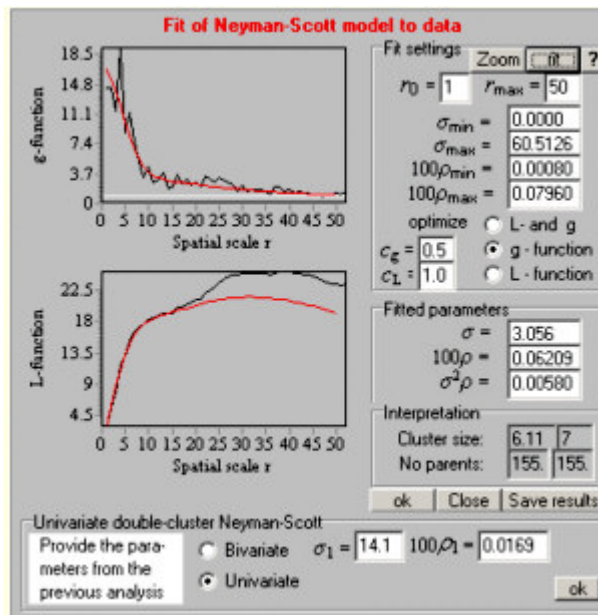 Fit of Neyman-Scott model to data
18.5
14.8
11.1
7.4
3.7
0
g-function
0 5 10 15 20 25 30 35 40 45 50
Spatial scale r
22.5
18
13.5
9
4.5
L-function
0 5 10 15 20 25 30 35 40 45 50
Spatial scale r
Fit settings
Zoom fit ?
r0 = 1 rmax = 50
σmin = 0.0000
σmax = 60.5126
100ρmin = 0.00080
100ρmax = 0.07960
optimize L- and g
cg = 0.5 g - function
cL = 1.0 L - function
Fitted parameters
σ = 3.056
100ρ = 0.06209
σ²ρ = 0.00580
Interpretation
Cluster size: 6.11 7
No parents: 155. 155.
ok Close Save results
Univariate double-cluster Neyman-Scott
Provide the para-
meters from the
previous analysis
Bivariate σ1 = 14.1 100ρ1 = 0.0169
Univariate
ok